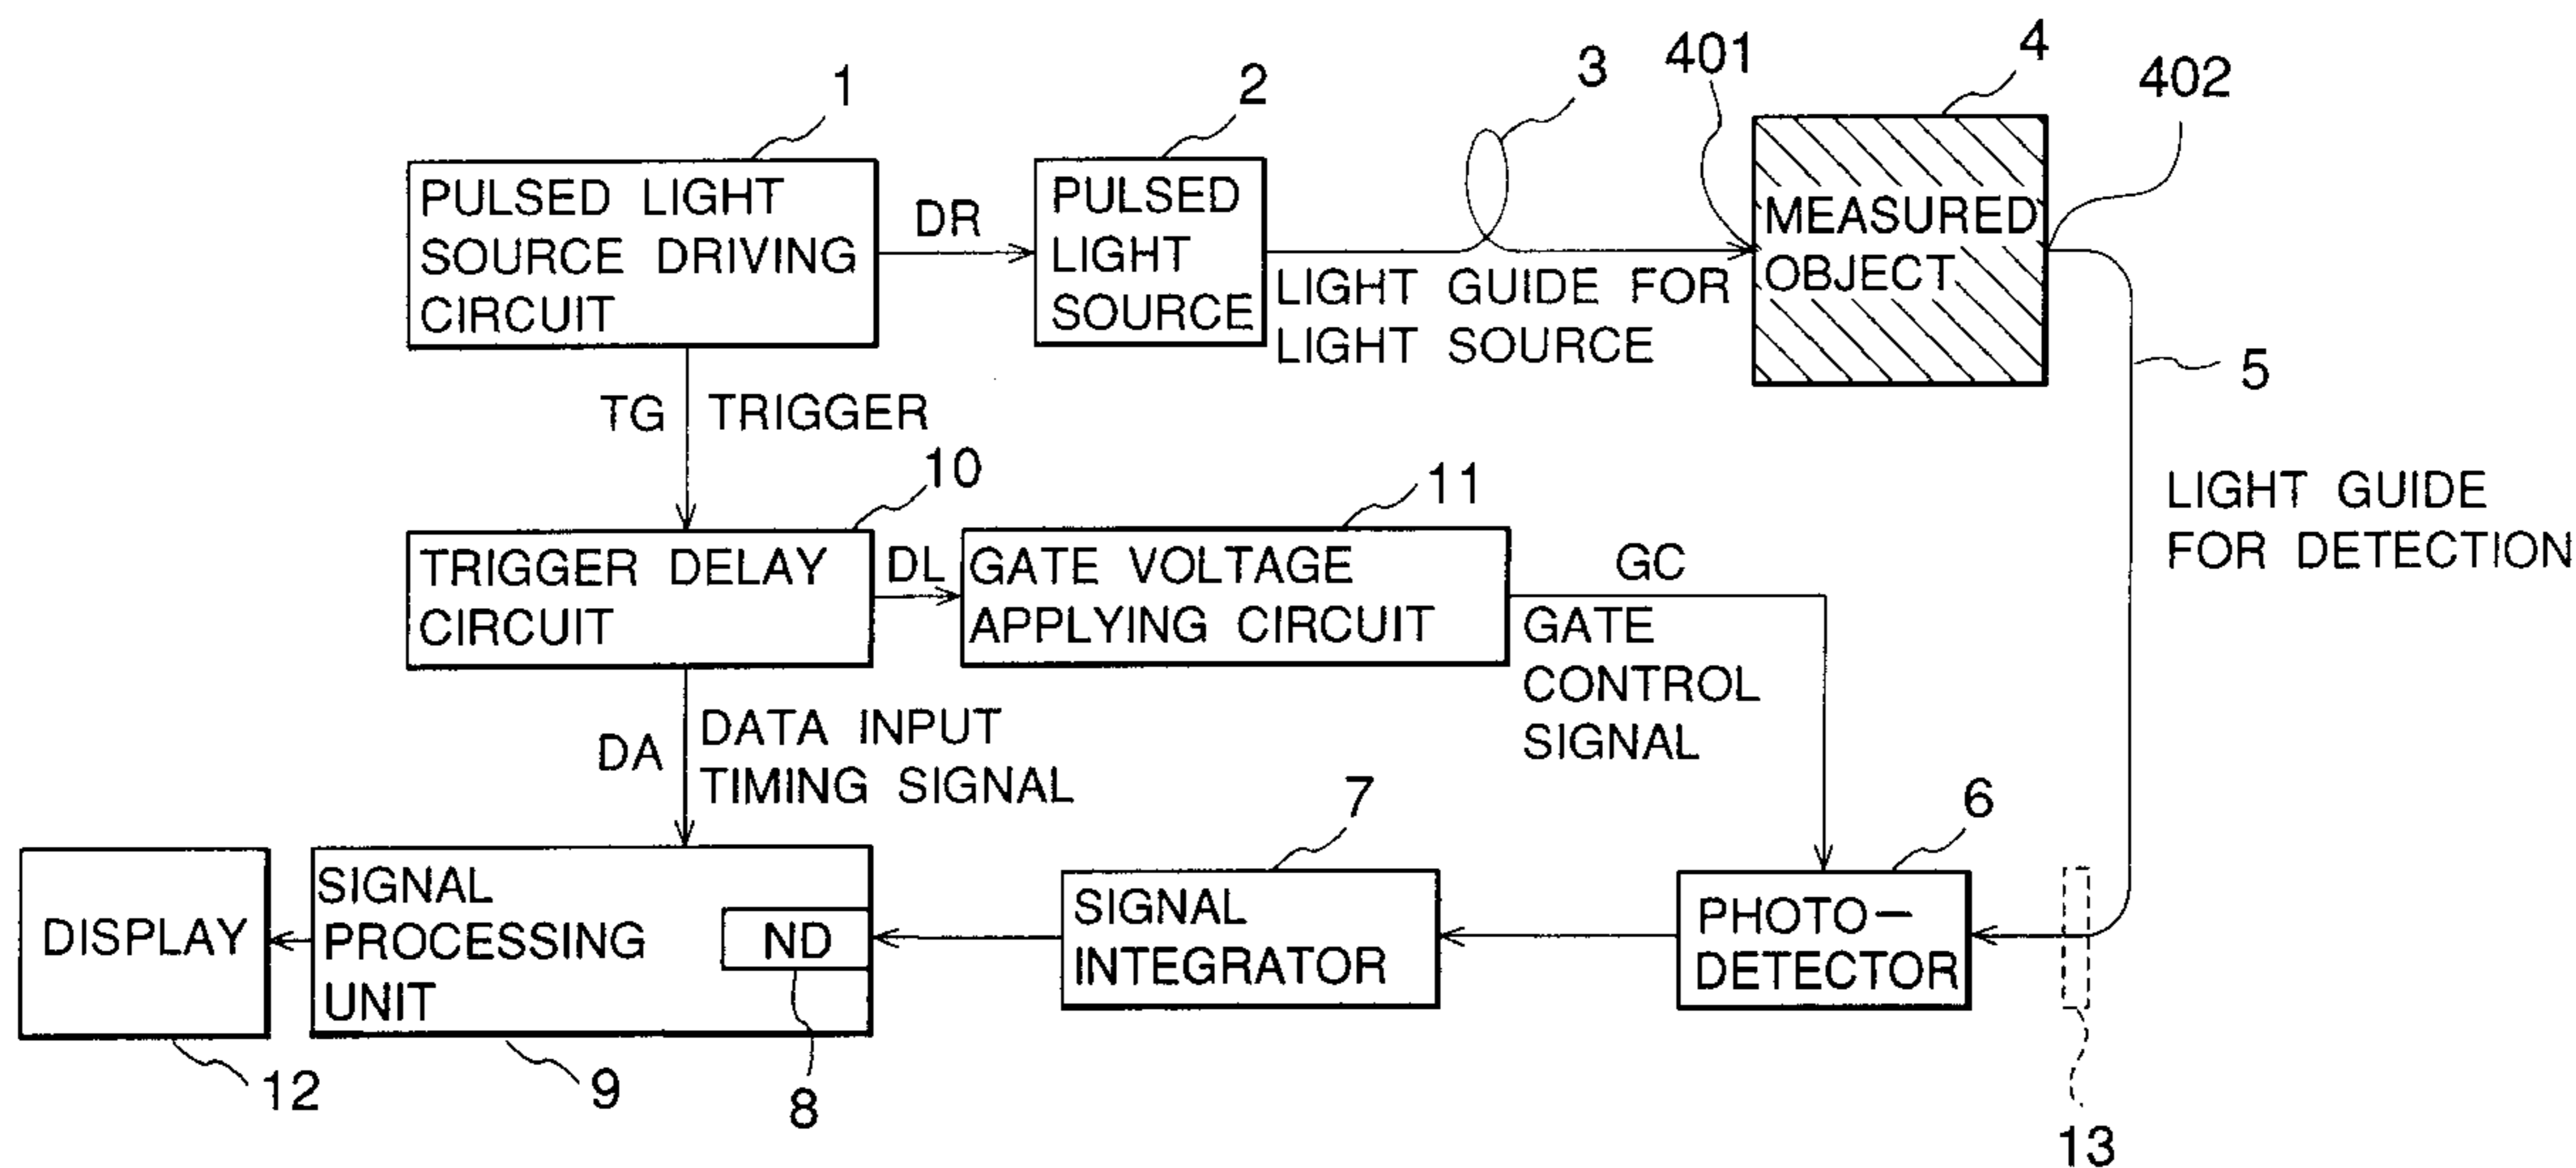 1
2
3
401
4
402
PULSED LIGHT
SOURCE DRIVING
CIRCUIT
DR
PULSED
LIGHT
SOURCE
LIGHT GUIDE FOR
LIGHT SOURCE
MEASURED
OBJECT
5
TG TRIGGER
10
11
LIGHT GUIDE
FOR DETECTION
TRIGGER DELAY
CIRCUIT
DL
GATE VOLTAGE
APPLYING CIRCUIT
GC
GATE
CONTROL
SIGNAL
DA
DATA INPUT
TIMING SIGNAL
7
6
DISPLAY
SIGNAL
PROCESSING
UNIT
ND
SIGNAL
INTEGRATOR
PHOTO-
DETECTOR
12
9
8
13